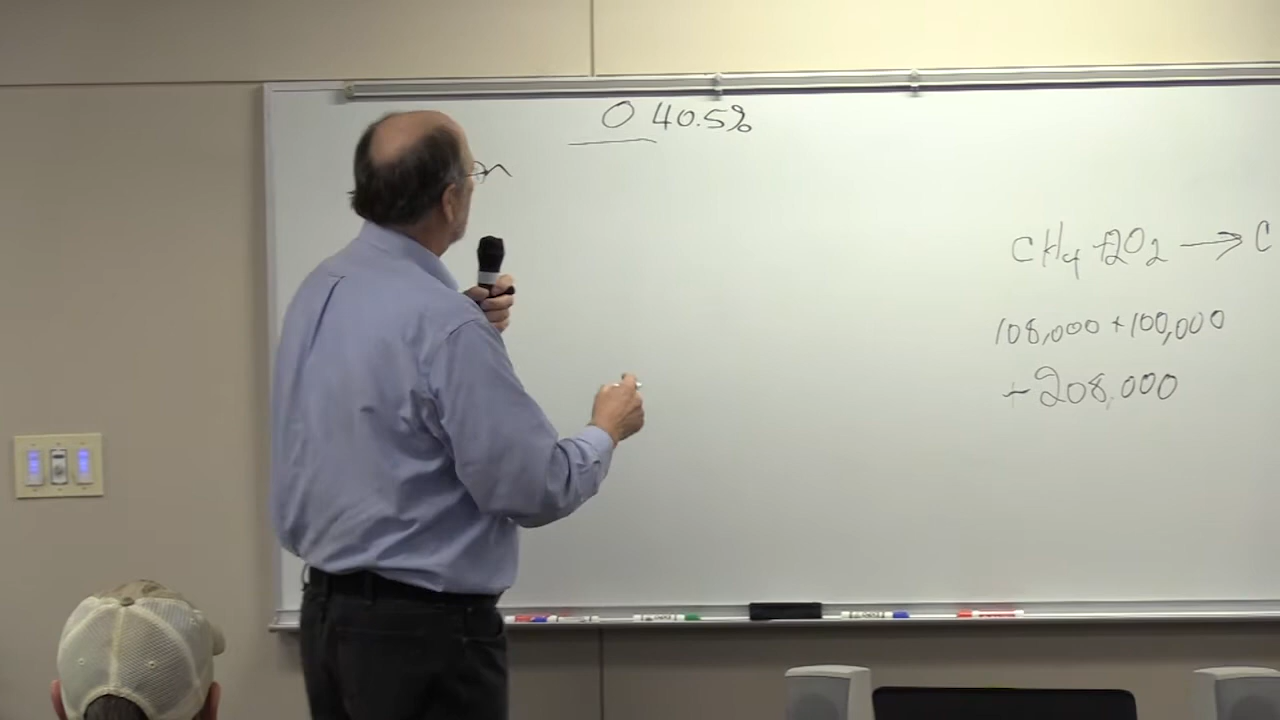 O 40.5%
n
CH4 + 2O2 → C
108,000 + 100,000
208,000